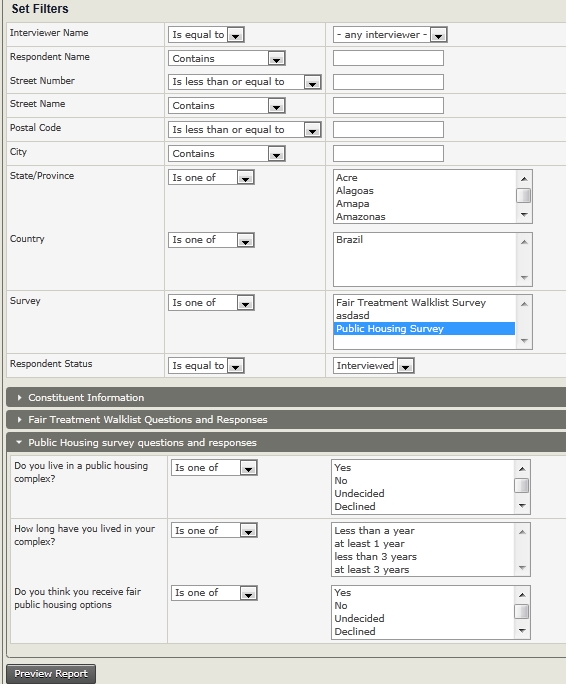 Set Filters
Interviewer Name Is equal to - any interviewer -
Respondent Name Contains
Street Number Is less than or equal to
Street Name Contains
Postal Code Is less than or equal to
City Contains
State/Province Is one of Acre
Alagoas
Amapa
Amazonas
Country Is one of Brazil
Survey Is one of Fair Treatment Walklist Survey
asdasd
Public Housing Survey
Respondent Status Is equal to Interviewed
Constituent Information
Fair Treatment Walklist Questions and Responses
Public Housing survey questions and responses
Do you live in a public housing Is one of Yes
complex? No
Undecided
Declined
How long have you lived in your Is one of Less than a year
complex? at least 1 year
less than 3 years
at least 3 years
Do you think you receive fair Is one of Yes
public housing options No
Undecided
Declined
Preview Report